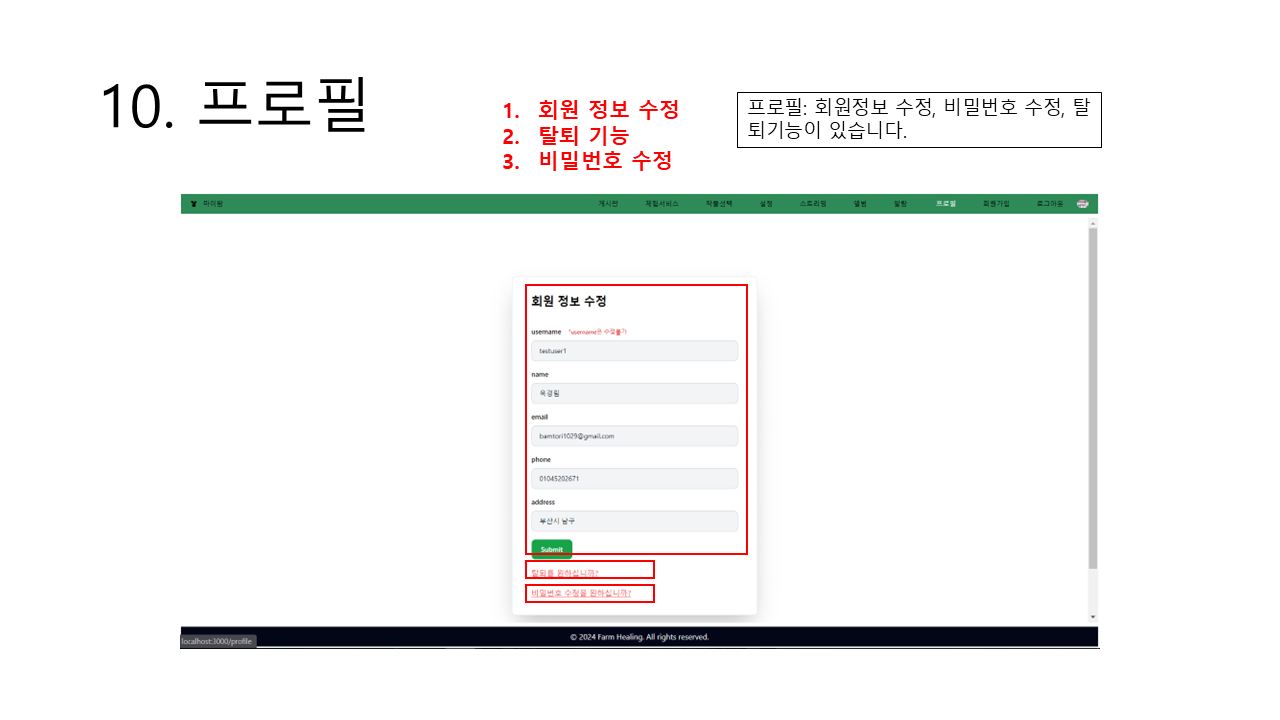 10. 프로필
1. 회원 정보 수정
2. 탈퇴 기능
3. 비밀번호 수정
프로필: 회원정보 수정, 비밀번호 수정, 탈
퇴기능이 있습니다.
마이팜 게시판 체험서비스 작물선택 설정 스트리밍 앨범 알람 프로필 회원가입 로그아웃
회원 정보 수정
username *username은 수정불가
testuser1
name
옥경림
email
bamtori1029@gmail.com
phone
01045202671
address
부산시 남구
Submit
탈퇴를 원하십니까?
비밀번호 수정을 원하십니까?
© 2024 Farm Healing. All rights reserved.
localhost:3000/profile